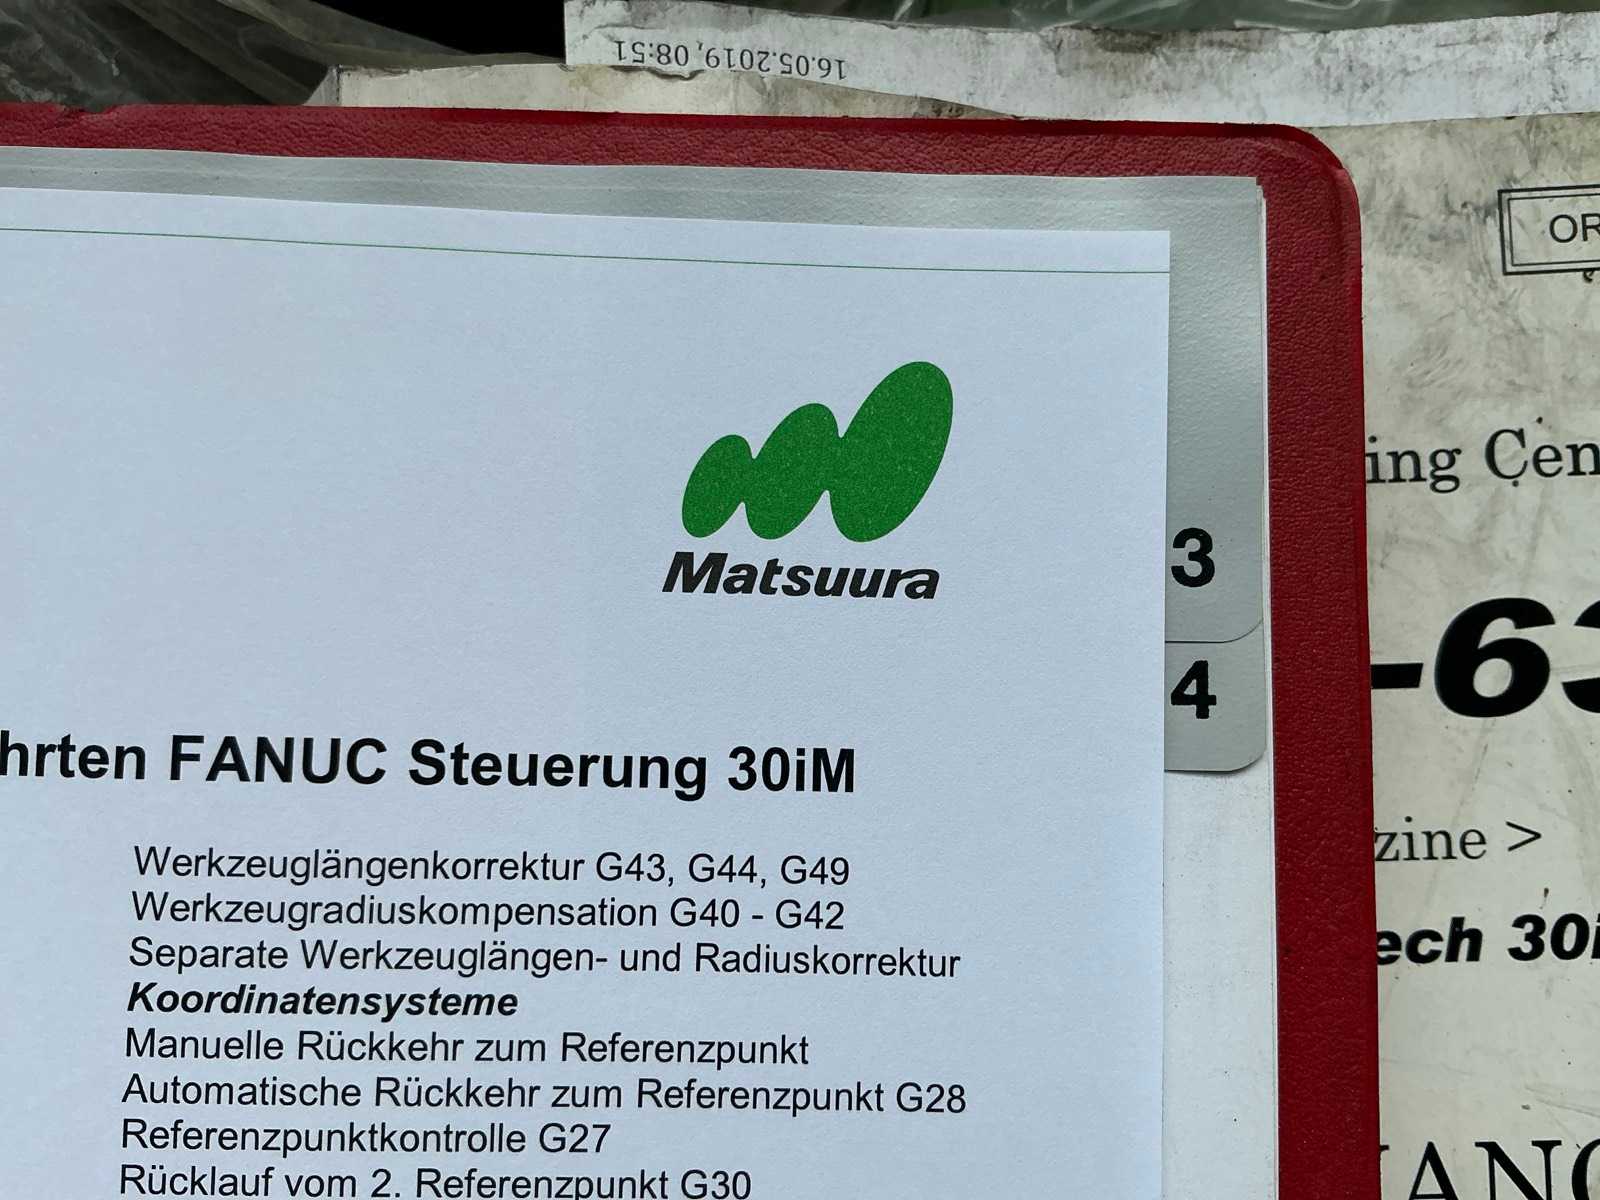 16.05.2019, 08:51
OR
Matsuura
3
4
ing Cen
-63
hrten FANUC Steuerung 30iM
zine >
ech 30i
Werkzeuglängenkorrektur G43, G44, G49
Werkzeugradiuskompensation G40 - G42
Separate Werkzeuglängen- und Radiuskorrektur
Koordinatensysteme
Manuelle Rückkehr zum Referenzpunkt
Automatische Rückkehr zum Referenzpunkt G28
Referenzpunktkontrolle G27
Rücklauf vom 2. Referenzpunkt G30
ANC